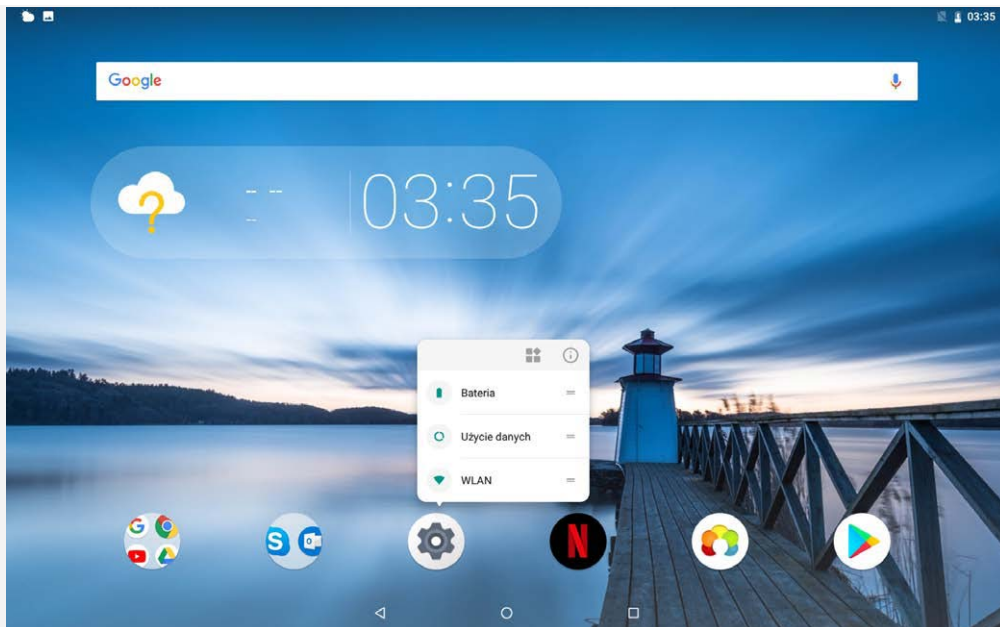 03:35
Google
-- --
--
03:35
Bateria
Użycie danych
WLAN
G
S
O
N